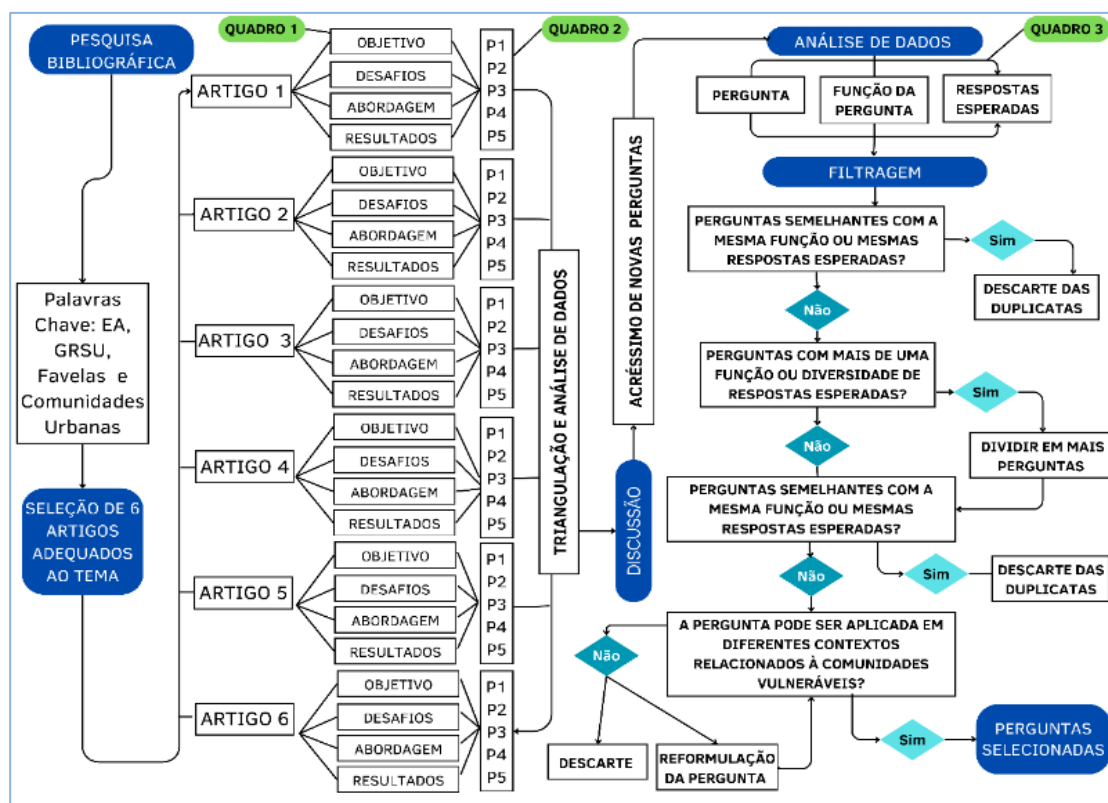 PESQUISA
BIBLIOGRÁFICA
Palavras
Chave: EA,
GRSU,
Favelas e
Comunidades
Urbanas
SELEÇÃO DE 6
ARTIGOS
ADEQUADOS
AO TEMA
QUADRO 1
QUADRO 2
ARTIGO 1
OBJETIVO
DESAFIOS
ABORDAGEM
RESULTADOS
P1
P2
P3
P4
P5
ARTIGO 2
OBJETIVO
DESAFIOS
ABORDAGEM
RESULTADOS
P1
P2
P3
P4
P5
ARTIGO 3
OBJETIVO
DESAFIOS
ABORDAGEM
RESULTADOS
P1
P2
P3
P4
P5
ARTIGO 4
OBJETIVO
DESAFIOS
ABORDAGEM
RESULTADOS
P1
P2
P3
P4
P5
ARTIGO 5
OBJETIVO
DESAFIOS
ABORDAGEM
RESULTADOS
P1
P2
P3
P4
P5
ARTIGO 6
OBJETIVO
DESAFIOS
ABORDAGEM
RESULTADOS
P1
P2
P3
P4
P5
TRIANGULAÇÃO E ANÁLISE DE DADOS
DISCUSSÃO
ACRÉSSIMO DE NOVAS PERGUNTAS
ANÁLISE DE DADOS
QUADRO 3
PERGUNTA
FUNÇÃO DA
PERGUNTA
RESPOSTAS
ESPERADAS
FILTRAGEM
PERGUNTAS SEMELHANTES COM A
MESMA FUNÇÃO OU MESMAS
RESPOSTAS ESPERADAS?
Sim
DESCARTE DAS
DUPLICATAS
Não
PERGUNTAS COM MAIS DE UMA
FUNÇÃO OU DIVERSIDADE DE
RESPOSTAS ESPERADAS?
Sim
DIVIDIR EM MAIS
PERGUNTAS
Não
PERGUNTAS SEMELHANTES COM A
MESMA FUNÇÃO OU MESMAS
RESPOSTAS ESPERADAS?
Sim
DESCARTE DAS
DUPLICATAS
Não
A PERGUNTA PODE SER APLICADA EM
DIFERENTES CONTEXTOS
RELACIONADOS À COMUNIDADES
VULNERÁVEIS?
Não
DESCARTE
REFORMULAÇÃO
DA PERGUNTA
Sim
PERGUNTAS
SELECIONADAS